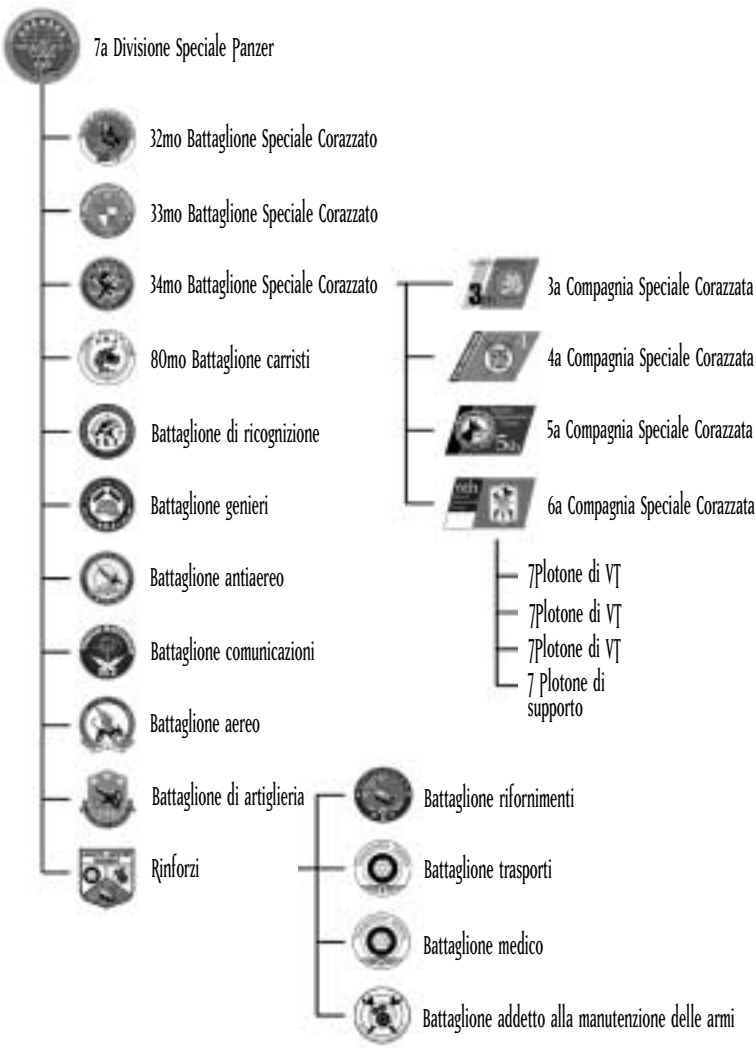 7a Divisione Speciale Panzer
32mo Battaglione Speciale Corazzato
33mo Battaglione Speciale Corazzato
34mo Battaglione Speciale Corazzato
3a Compagnia Speciale Corazzata
4a Compagnia Speciale Corazzata
5a Compagnia Speciale Corazzata
6a Compagnia Speciale Corazzata
7Plotone di VT
7Plotone di VT
7Plotone di VT
7 Plotone di
supporto
80mo Battaglione carristi
Battaglione di ricognizione
Battaglione genieri
Battaglione antiaereo
Battaglione comunicazioni
Battaglione aereo
Battaglione di artiglieria
Rinforzi
Battaglione rifornimenti
Battaglione trasporti
Battaglione medico
Battaglione addetto alla manutenzione delle armi